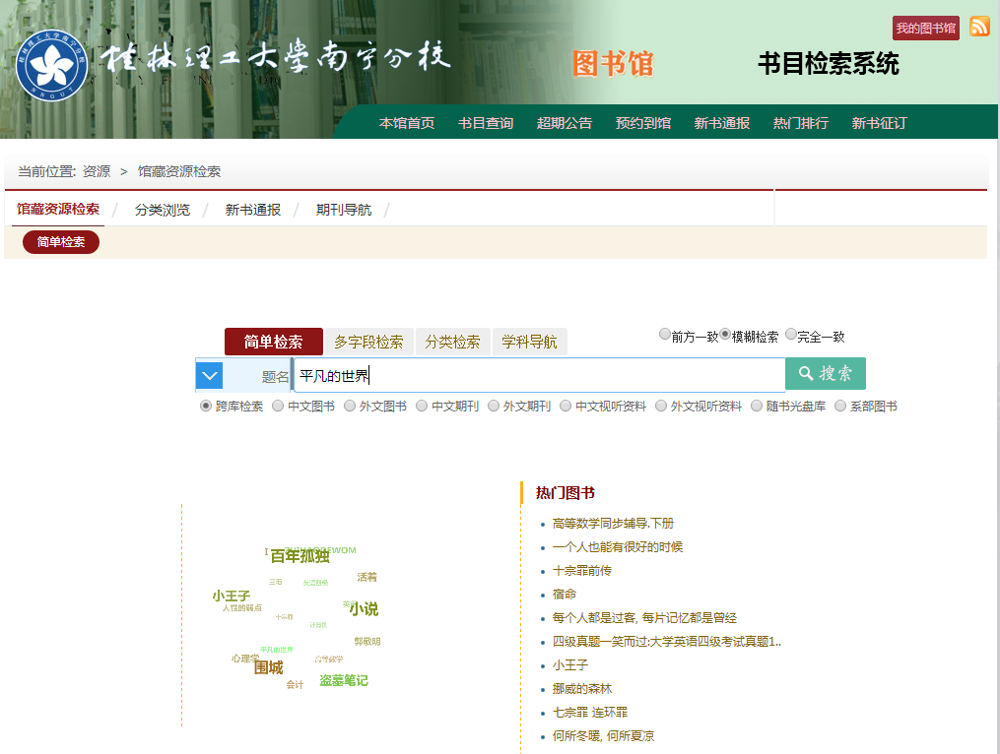 我的图书馆
桂林理工大学南宁分校
图书馆
书目检索系统
本馆首页 书目查询 超期公告 预约到馆 新书通报 热门排行 新书征订
当前位置: 资源 > 馆藏资源检索
馆藏资源检索 / 分类浏览 / 新书通报 / 期刊导航 /
简单检索
简单检索 多字段检索 分类检索 学科导航 前方一致 模糊检索 完全一致
题名 平凡的世界 搜索
跨库检索 中文图书 外文图书 中文期刊 外文期刊 中文视听资料 外文视听资料 随书光盘库 系部图书
热门图书
高等数学同步辅导.下册
一个人也能有很好的时候
十宗罪前传
宿命
每个人都是过客, 每片记忆都是曾经
四级真题一笑而过:大学英语四级考试真题1..
小王子
挪威的森林
七宗罪 连环罪
何所冬暖, 何所夏凉
百年孤独
活着
三毛
小王子
人性的弱点
小说
十宗罪
计算机
郭敬明
平凡的世界
心理学
高等数学
围城
会计
盗墓笔记